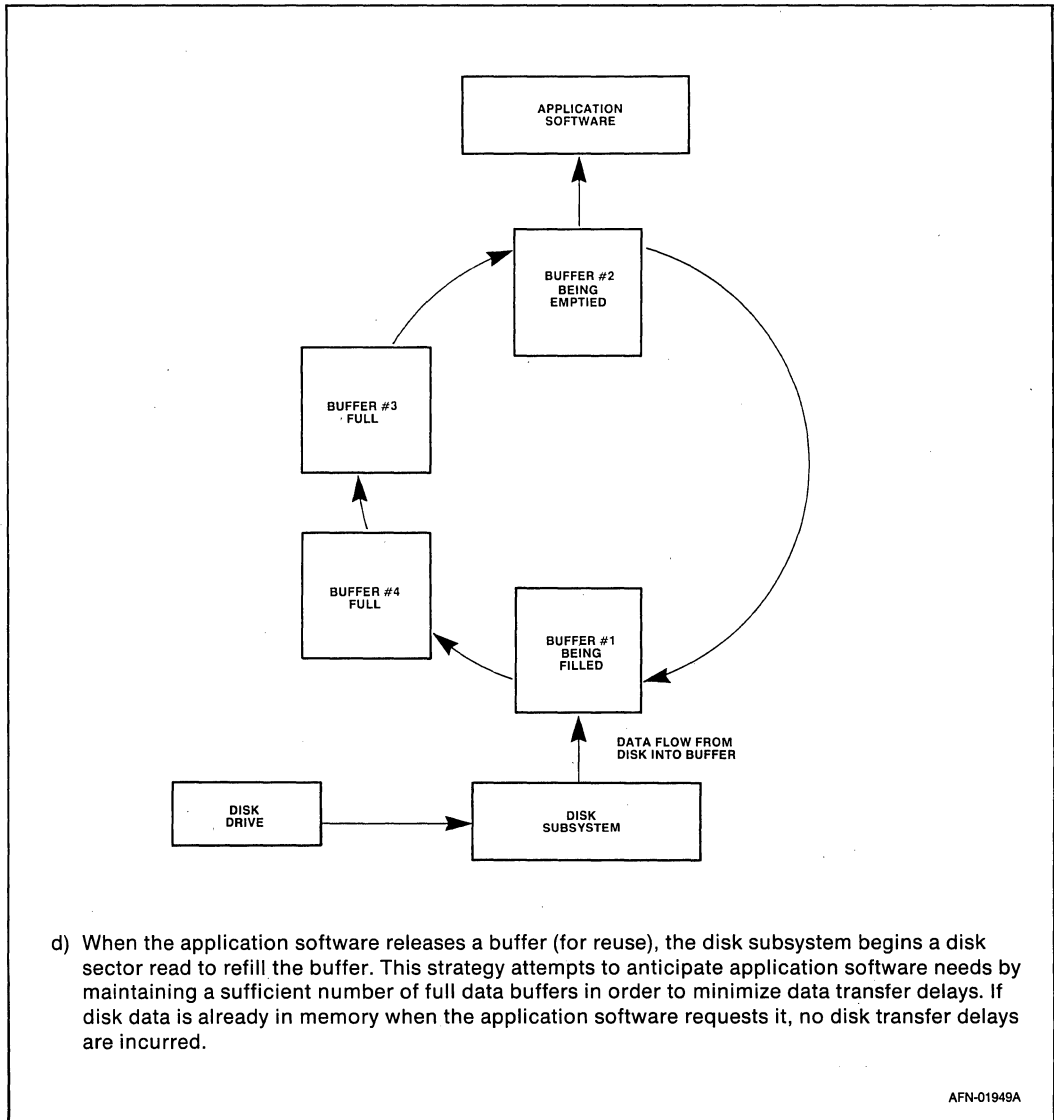 APPLICATION
SOFTWARE
BUFFER #2
BEING
EMPTIED
BUFFER #3
FULL
BUFFER #4
FULL
BUFFER #1
BEING
FILLED
DATA FLOW FROM
DISK INTO BUFFER
DISK
DRIVE
DISK
SUBSYSTEM
d) When the application software releases a buffer (for reuse), the disk subsystem begins a disk
sector read to refill the buffer. This strategy attempts to anticipate application software needs by
maintaining a sufficient number of full data buffers in order to minimize data transfer delays. If
disk data is already in memory when the application software requests it, no disk transfer delays
are incurred.
AFN-01949A